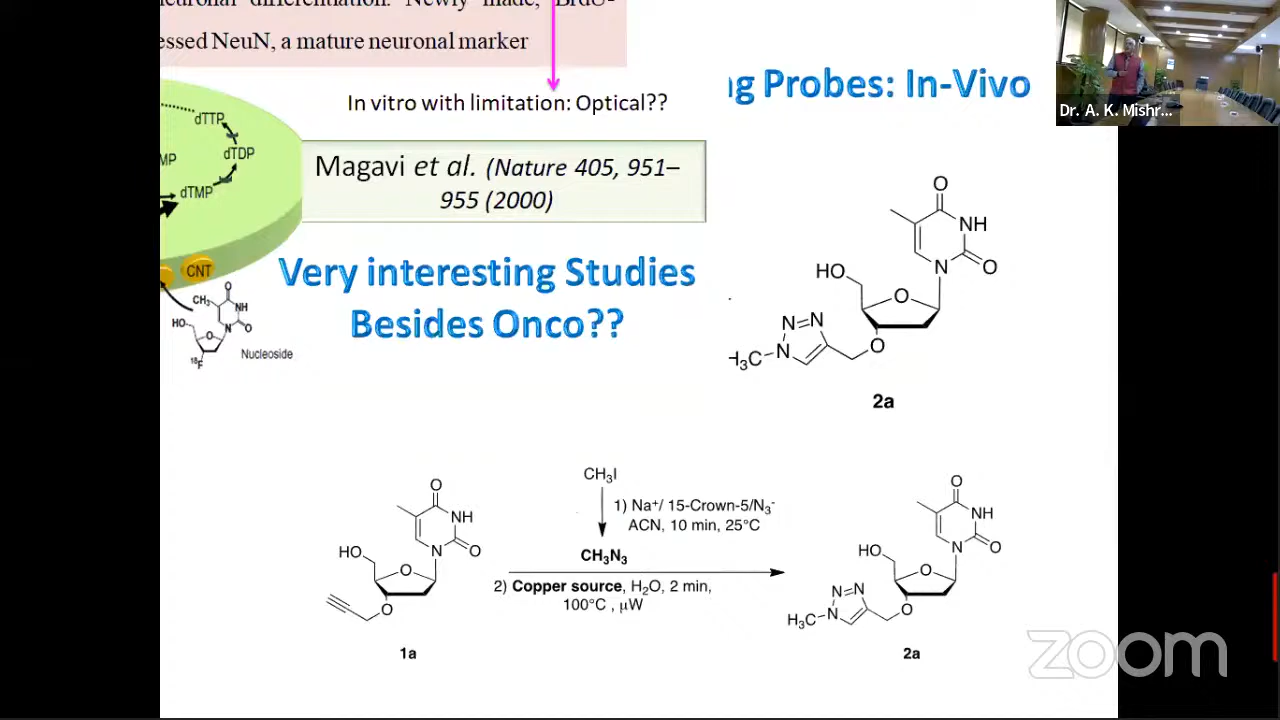 neuronal differentiation. Newly made, BrdU-
essed NeuN, a mature neuronal marker
In vitro with limitation: Optical??
ng Probes: In-Vivo
Dr. A. K. Mishr...
Magavi et al. (Nature 405, 951–
955 (2000)
dTTP
dTDP
MP
dTMP
CNT
Very interesting Studies
Besides Onco??
O
CH₃
NH
HO
N
O
O
¹⁸F
Nucleoside
O
NH
N
O
HO
O
N=N
H₃C
N
O
2a
O
NH
HO
N
O
O
O
1a
CH₃I
1) Na⁺/ 15-Crown-5/N₃⁻
ACN, 10 min, 25°C
CH₃N₃
2) Copper source, H₂O, 2 min,
100°C , μW
O
NH
HO
N
O
O
N=N
H₃C
N
O
2a
zoom